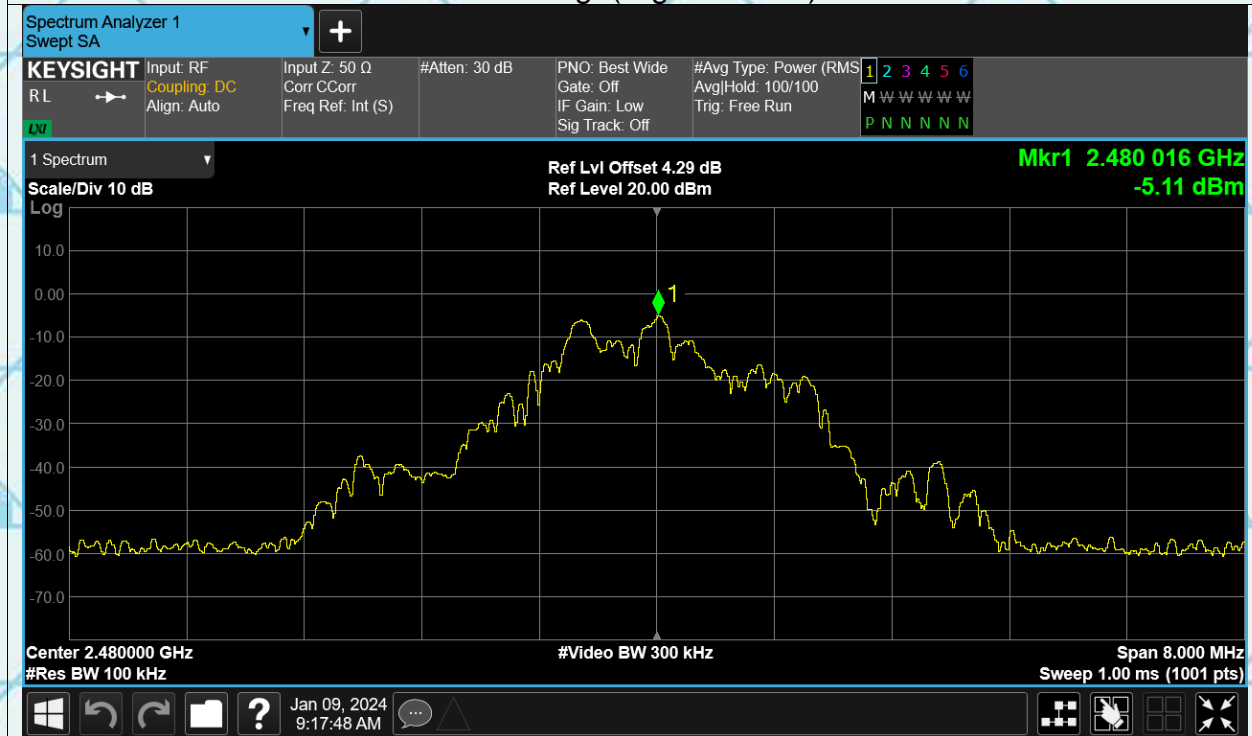 Spectrum Analyzer 1
Swept SA
+
KEYSIGHT
RL
LXI
Input: RF
Coupling: DC
Align: Auto
Input Z: 50 Ω
Corr CCorr
Freq Ref: Int (S)
#Atten: 30 dB
PNO: Best Wide
Gate: Off
IF Gain: Low
Sig Track: Off
#Avg Type: Power (RMS
Avg|Hold: 100/100
Trig: Free Run
1 2 3 4 5 6
M W W W W W
P N N N N N
1 Spectrum
Scale/Div 10 dB
Ref Lvl Offset 4.29 dB
Ref Level 20.00 dBm
Mkr1 2.480 016 GHz
-5.11 dBm
Log
10.0
0.00
-10.0
-20.0
-30.0
-40.0
-50.0
-60.0
-70.0
1
Center 2.480000 GHz
#Res BW 100 kHz
#Video BW 300 kHz
Span 8.000 MHz
Sweep 1.00 ms (1001 pts)
?
Jan 09, 2024
9:17:48 AM